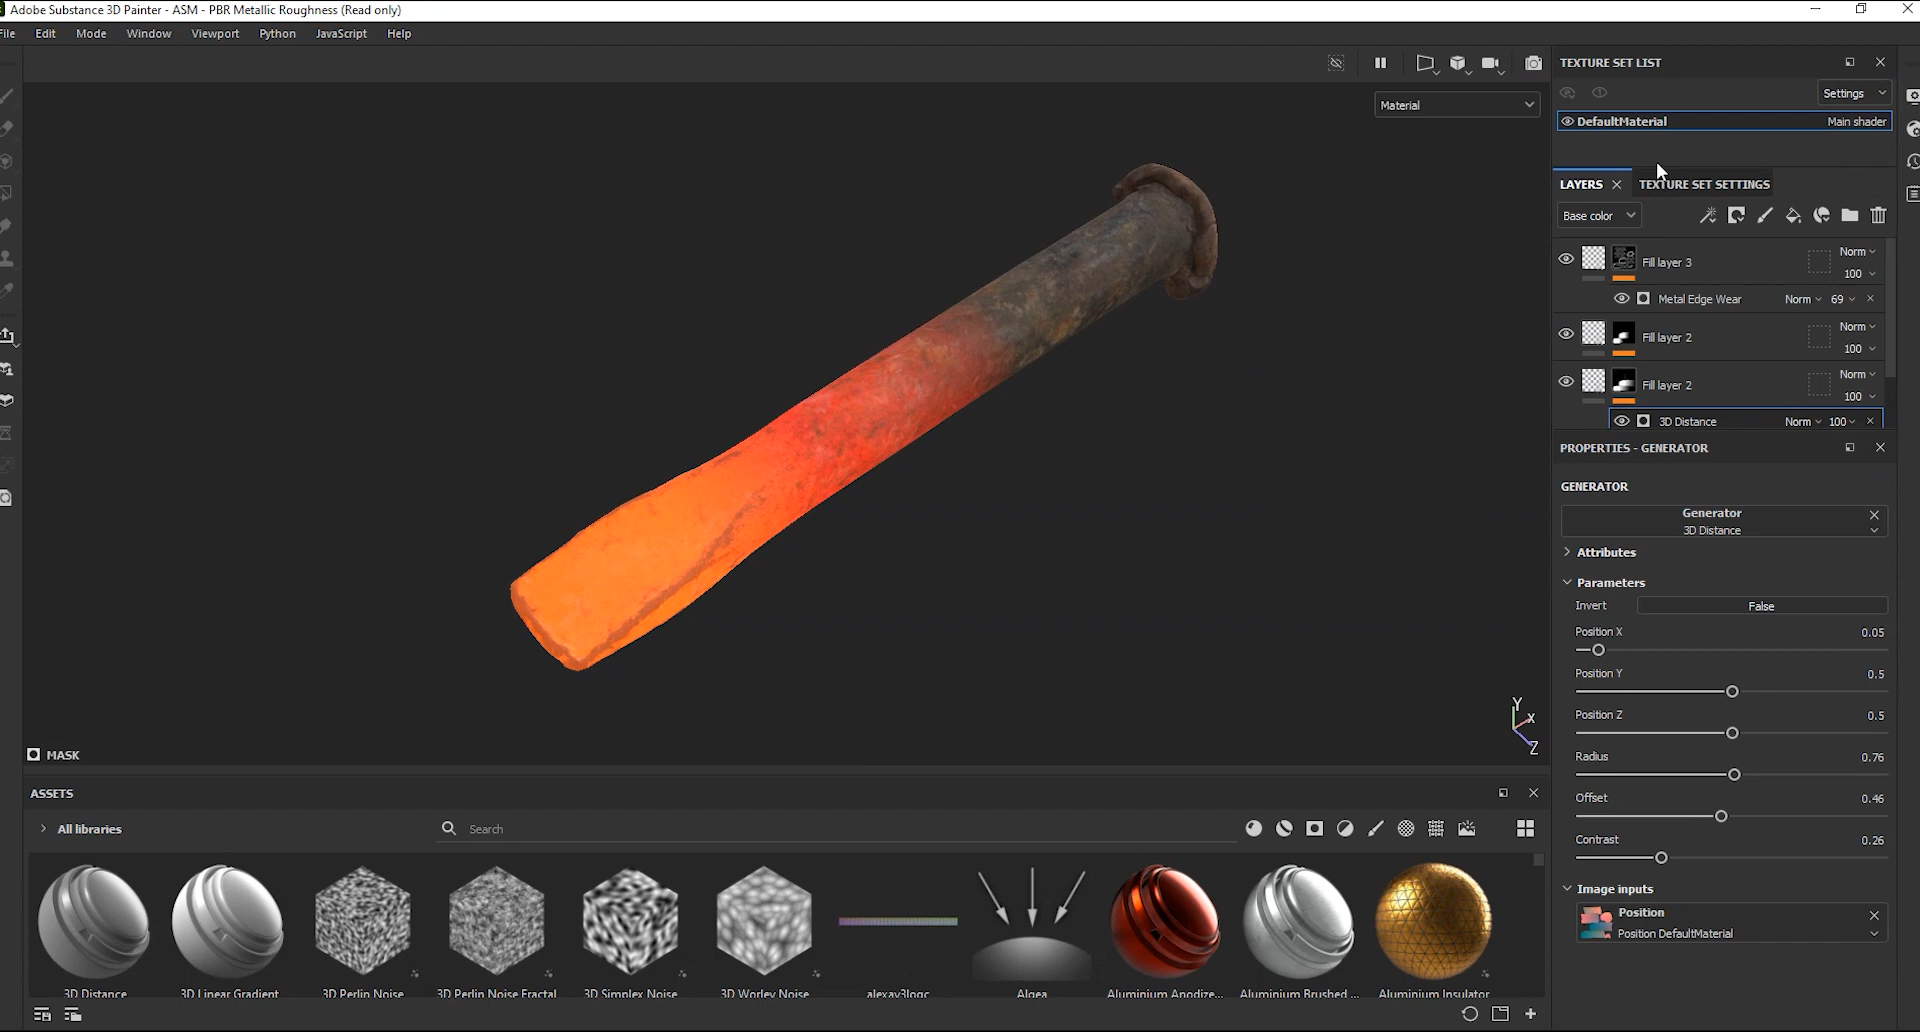 Adobe Substance 3D Painter - ASM - PBR Metallic Roughness (Read only)
File Edit Mode Window Viewport Python JavaScript Help
Material
TEXTURE SET LIST
Settings
DefaultMaterial Main shader
LAYERS TEXTURE SET SETTINGS
Base color
Fill layer 3 Norm
100
Metal Edge Wear Norm 69
Fill layer 2 Norm
100
Fill layer 2 Norm
100
3D Distance Norm 100
PROPERTIES - GENERATOR
GENERATOR
Generator
3D Distance
Attributes
Parameters
Invert False
Position X 0.05
Position Y 0.5
Position Z 0.5
Radius 0.76
Offset 0.46
Contrast 0.26
Image inputs
Position
Position DefaultMaterial
Y
X
Z
MASK
ASSETS
All libraries Search
3D Distance 3D Linear Gradient 3D Perlin Noise 3D Perlin Noise Fractal 3D Simplex Noise 3D Worley Noise alexav3logc Algea Aluminium Anodize... Aluminium Brushed ... Aluminium Insulator